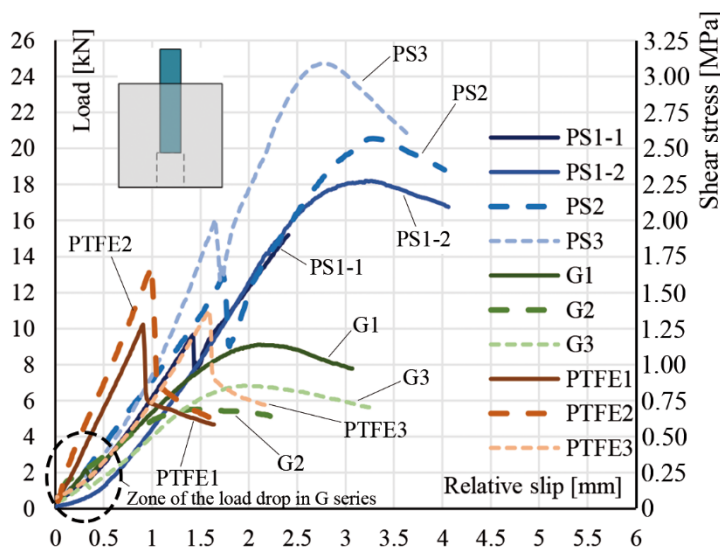 Load [kN]
Shear stress [MPa]
26
24
22
20
18
16
14
12
10
8
6
4
2
0
3.25
3.00
2.75
2.50
2.25
2.00
1.75
1.50
1.25
1.00
0.75
0.50
0.25
0
PS3
PS2
PS1-2
PS1-1
PTFE2
G1
G3
PTFE3
G2
PTFE1
PS1-1
PS1-2
PS2
PS3
G1
G2
G3
PTFE1
PTFE2
PTFE3
Relative slip [mm]
Zone of the load drop in G series
0 0.5 1 1.5 2 2.5 3 3.5 4 4.5 5 5.5 6